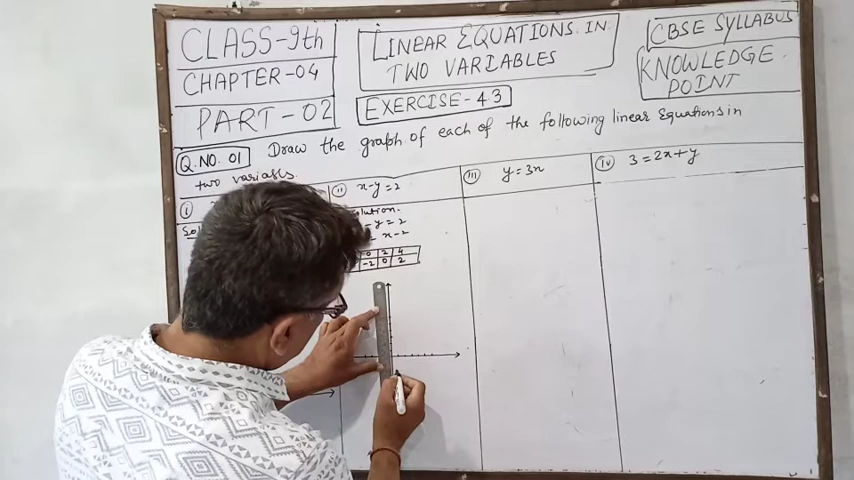 CLASS-9th
CHAPTER-04
PART-02
LINEAR EQUATIONS IN
TWO VARIABLES
EXERCISE-4.3
CBSE SYLLABUS
KNOWLEDGE
POINT
Q.NO.01 Draw the graph of each of the following linear Equations in
two variables.
(i)
(ii) x-y=2
(iii) y=3x
(iv) 3=2x+y
y=2
x-2
0 2 4
-2 0 2